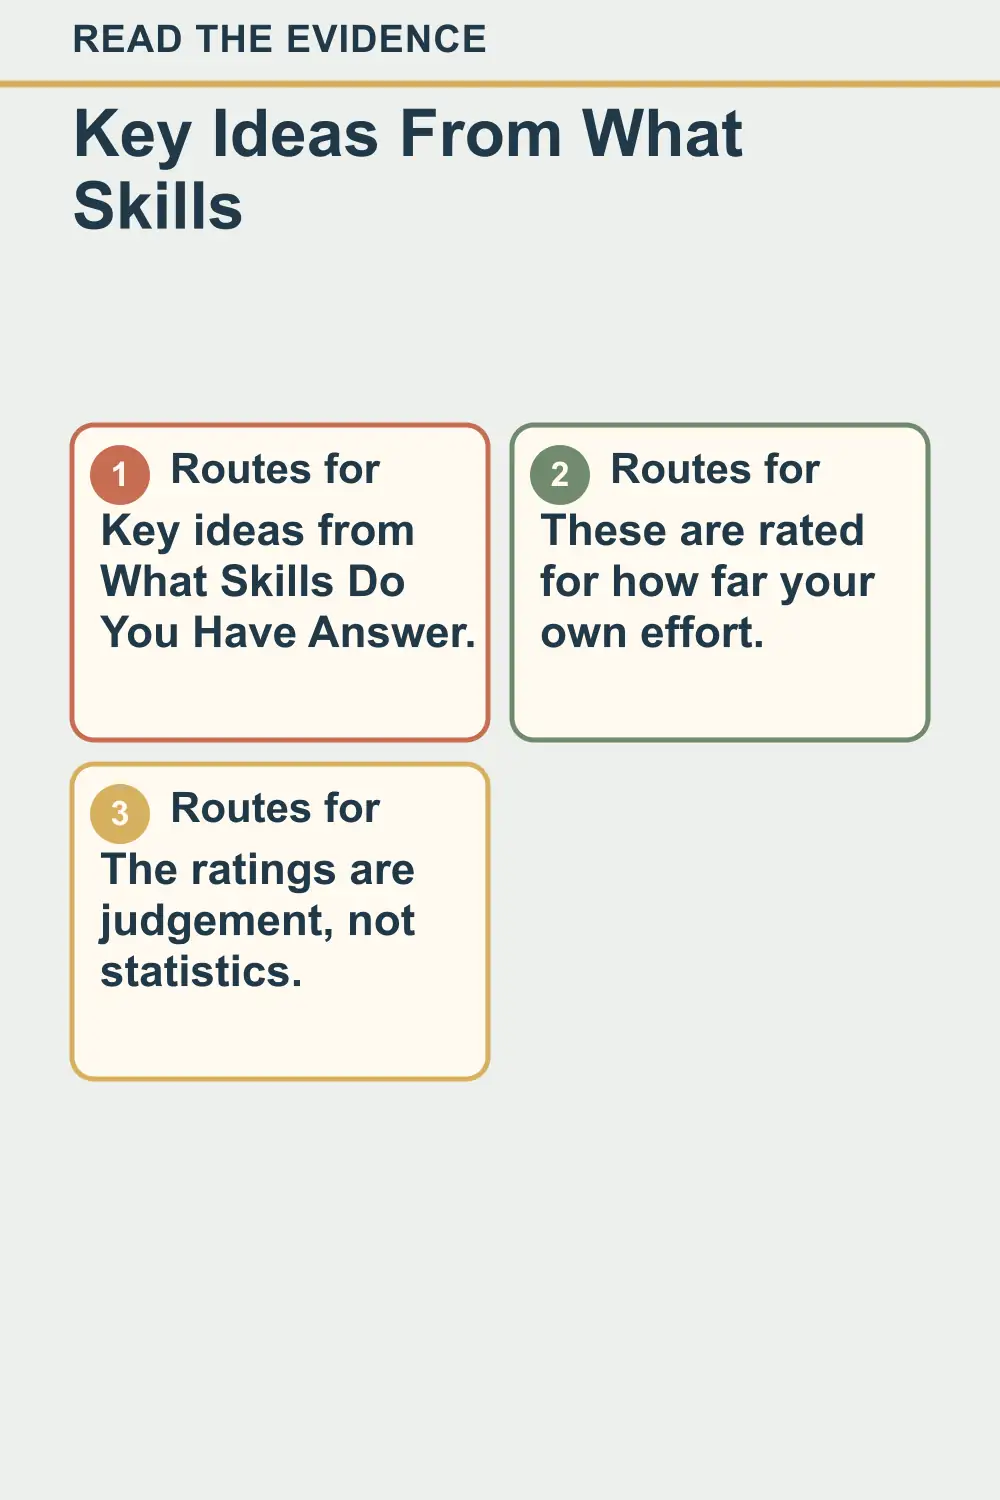 READ THE EVIDENCE
Key Ideas From What
Skills
1 Routes for
Key ideas from
What Skills Do
You Have Answer.
2 Routes for
These are rated
for how far your
own effort.
3 Routes for
The ratings are
judgement, not
statistics.